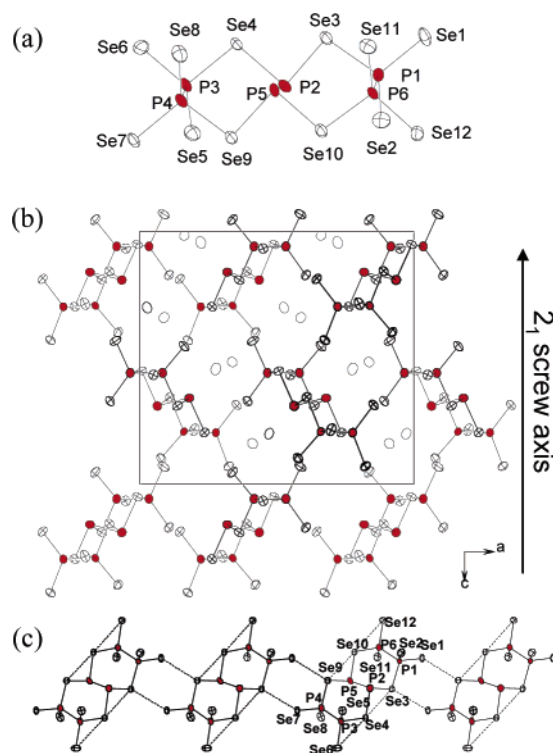 (a)
Se8 Se4 Se3 Se11 Se1
Se6
P3 P2 P1
P4 P5 P6
Se7 Se5 Se9 Se10 Se2 Se12
(b)
2₁ screw axis
a
c
(c)
Se12
Se10 P6 Se2 Se1
Se9 Se11 P1
P2
P4 P5 Se5 Se3
Se7 Se8 P3 Se4
Se6